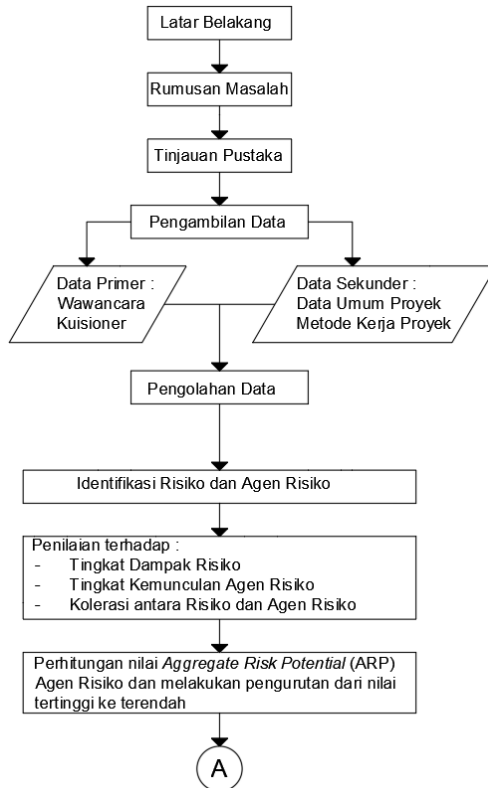 Latar Belakang
Rumusan Masalah
Tinjauan Pustaka
Pengambilan Data
Data Primer :
Wawancara
Kuisioner
Data Sekunder :
Data Umum Proyek
Metode Kerja Proyek
Pengolahan Data
Identifikasi Risiko dan Agen Risiko
Penilaian terhadap :
- Tingkat Dampak Risiko
- Tingkat Kemunculan Agen Risiko
- Kolerasi antara Risiko dan Agen Risiko
Perhitungan nilai Aggregate Risk Potential (ARP)
Agen Risiko dan melakukan pengurutan dari nilai
tertinggi ke terendah
A